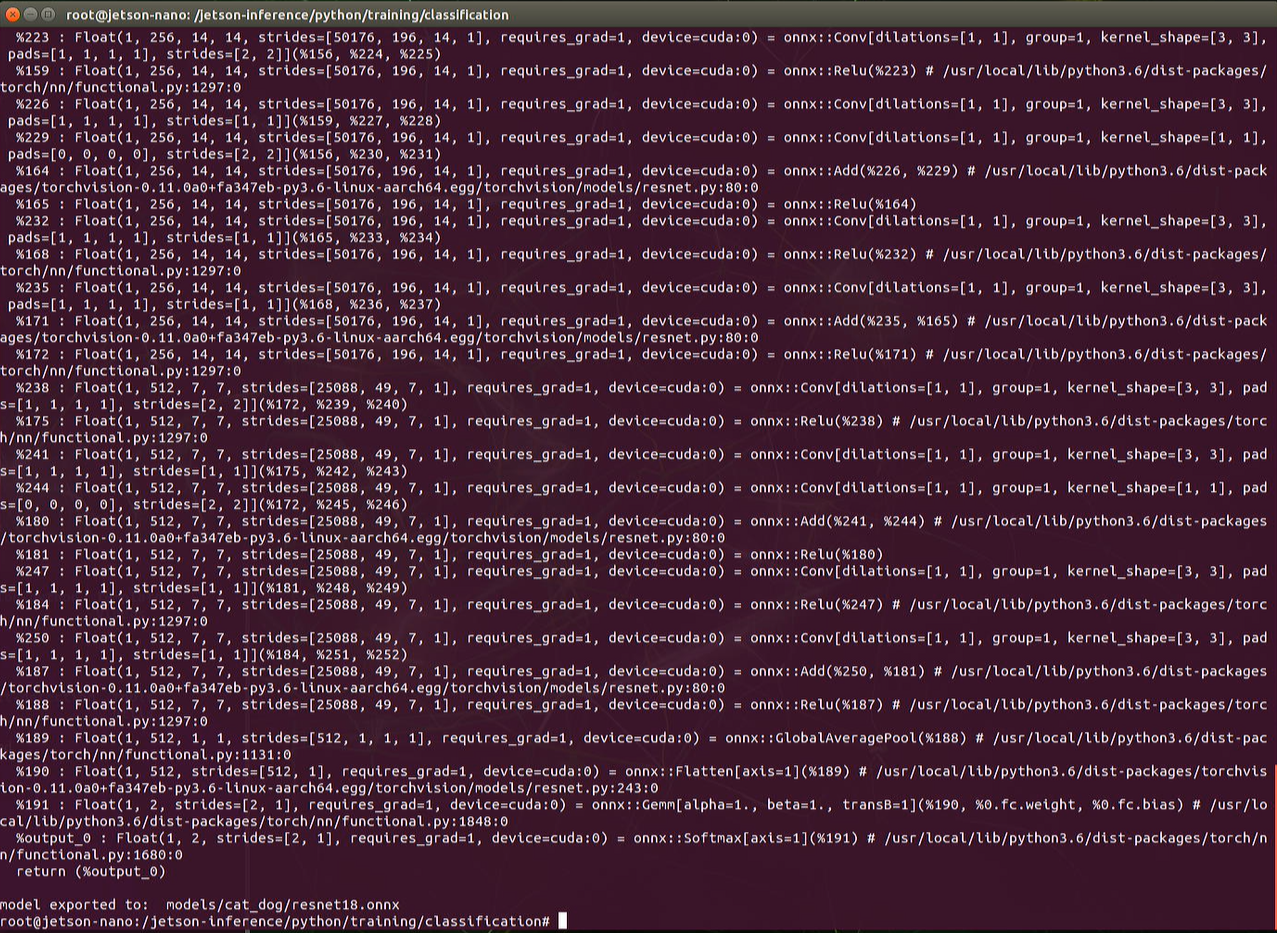 root@jetson-nano: /jetson-inference/python/training/classification
%223 : Float(1, 256, 14, 14, strides=[50176, 196, 14, 1], requires_grad=1, device=cuda:0) = onnx::Conv[dilations=[1, 1], group=1, kernel_shape=[3, 3],
pads=[1, 1, 1, 1], strides=[2, 2]](%156, %224, %225)
%159 : Float(1, 256, 14, 14, strides=[50176, 196, 14, 1], requires_grad=1, device=cuda:0) = onnx::Relu(%223) # /usr/local/lib/python3.6/dist-packages/
torch/nn/functional.py:1297:0
%226 : Float(1, 256, 14, 14, strides=[50176, 196, 14, 1], requires_grad=1, device=cuda:0) = onnx::Conv[dilations=[1, 1], group=1, kernel_shape=[3, 3],
pads=[1, 1, 1, 1], strides=[1, 1]](%159, %227, %228)
%229 : Float(1, 256, 14, 14, strides=[50176, 196, 14, 1], requires_grad=1, device=cuda:0) = onnx::Conv[dilations=[1, 1], group=1, kernel_shape=[1, 1],
pads=[0, 0, 0, 0], strides=[2, 2]](%156, %230, %231)
%164 : Float(1, 256, 14, 14, strides=[50176, 196, 14, 1], requires_grad=1, device=cuda:0) = onnx::Add(%226, %229) # /usr/local/lib/python3.6/dist-pack
ages/torchvision-0.11.0a0+fa347eb-py3.6-linux-aarch64.egg/torchvision/models/resnet.py:80:0
%165 : Float(1, 256, 14, 14, strides=[50176, 196, 14, 1], requires_grad=1, device=cuda:0) = onnx::Relu(%164)
%232 : Float(1, 256, 14, 14, strides=[50176, 196, 14, 1], requires_grad=1, device=cuda:0) = onnx::Conv[dilations=[1, 1], group=1, kernel_shape=[3, 3],
pads=[1, 1, 1, 1], strides=[1, 1]](%165, %233, %234)
%168 : Float(1, 256, 14, 14, strides=[50176, 196, 14, 1], requires_grad=1, device=cuda:0) = onnx::Relu(%232) # /usr/local/lib/python3.6/dist-packages/
torch/nn/functional.py:1297:0
%235 : Float(1, 256, 14, 14, strides=[50176, 196, 14, 1], requires_grad=1, device=cuda:0) = onnx::Conv[dilations=[1, 1], group=1, kernel_shape=[3, 3],
pads=[1, 1, 1, 1], strides=[1, 1]](%168, %236, %237)
%171 : Float(1, 256, 14, 14, strides=[50176, 196, 14, 1], requires_grad=1, device=cuda:0) = onnx::Add(%235, %165) # /usr/local/lib/python3.6/dist-pack
ages/torchvision-0.11.0a0+fa347eb-py3.6-linux-aarch64.egg/torchvision/models/resnet.py:80:0
%172 : Float(1, 256, 14, 14, strides=[50176, 196, 14, 1], requires_grad=1, device=cuda:0) = onnx::Relu(%171) # /usr/local/lib/python3.6/dist-packages/
torch/nn/functional.py:1297:0
%238 : Float(1, 512, 7, 7, strides=[25088, 49, 7, 1], requires_grad=1, device=cuda:0) = onnx::Conv[dilations=[1, 1], group=1, kernel_shape=[3, 3], pad
s=[1, 1, 1, 1], strides=[2, 2]](%172, %239, %240)
%175 : Float(1, 512, 7, 7, strides=[25088, 49, 7, 1], requires_grad=1, device=cuda:0) = onnx::Relu(%238) # /usr/local/lib/python3.6/dist-packages/torc
h/nn/functional.py:1297:0
%241 : Float(1, 512, 7, 7, strides=[25088, 49, 7, 1], requires_grad=1, device=cuda:0) = onnx::Conv[dilations=[1, 1], group=1, kernel_shape=[3, 3], pad
s=[1, 1, 1, 1], strides=[1, 1]](%175, %242, %243)
%244 : Float(1, 512, 7, 7, strides=[25088, 49, 7, 1], requires_grad=1, device=cuda:0) = onnx::Conv[dilations=[1, 1], group=1, kernel_shape=[1, 1], pad
s=[0, 0, 0, 0], strides=[2, 2]](%172, %245, %246)
%180 : Float(1, 512, 7, 7, strides=[25088, 49, 7, 1], requires_grad=1, device=cuda:0) = onnx::Add(%241, %244) # /usr/local/lib/python3.6/dist-packages
/torchvision-0.11.0a0+fa347eb-py3.6-linux-aarch64.egg/torchvision/models/resnet.py:80:0
%181 : Float(1, 512, 7, 7, strides=[25088, 49, 7, 1], requires_grad=1, device=cuda:0) = onnx::Relu(%180)
%247 : Float(1, 512, 7, 7, strides=[25088, 49, 7, 1], requires_grad=1, device=cuda:0) = onnx::Conv[dilations=[1, 1], group=1, kernel_shape=[3, 3], pad
s=[1, 1, 1, 1], strides=[1, 1]](%181, %248, %249)
%184 : Float(1, 512, 7, 7, strides=[25088, 49, 7, 1], requires_grad=1, device=cuda:0) = onnx::Relu(%247) # /usr/local/lib/python3.6/dist-packages/torc
h/nn/functional.py:1297:0
%250 : Float(1, 512, 7, 7, strides=[25088, 49, 7, 1], requires_grad=1, device=cuda:0) = onnx::Conv[dilations=[1, 1], group=1, kernel_shape=[3, 3], pad
s=[1, 1, 1, 1], strides=[1, 1]](%184, %251, %252)
%187 : Float(1, 512, 7, 7, strides=[25088, 49, 7, 1], requires_grad=1, device=cuda:0) = onnx::Add(%250, %181) # /usr/local/lib/python3.6/dist-packages
/torchvision-0.11.0a0+fa347eb-py3.6-linux-aarch64.egg/torchvision/models/resnet.py:80:0
%188 : Float(1, 512, 7, 7, strides=[25088, 49, 7, 1], requires_grad=1, device=cuda:0) = onnx::Relu(%187) # /usr/local/lib/python3.6/dist-packages/torc
h/nn/functional.py:1297:0
%189 : Float(1, 512, 1, 1, strides=[512, 1, 1, 1], requires_grad=1, device=cuda:0) = onnx::GlobalAveragePool(%188) # /usr/local/lib/python3.6/dist-pac
kages/torch/nn/functional.py:1131:0
%190 : Float(1, 512, strides=[512, 1], requires_grad=1, device=cuda:0) = onnx::Flatten[axis=1](%189) # /usr/local/lib/python3.6/dist-packages/torchvis
ion-0.11.0a0+fa347eb-py3.6-linux-aarch64.egg/torchvision/models/resnet.py:243:0
%191 : Float(1, 2, strides=[2, 1], requires_grad=1, device=cuda:0) = onnx::Gemm[alpha=1., beta=1., transB=1](%190, %0.fc.weight, %0.fc.bias) # /usr/lo
cal/lib/python3.6/dist-packages/torch/nn/functional.py:1848:0
%output_0 : Float(1, 2, strides=[2, 1], requires_grad=1, device=cuda:0) = onnx::Softmax[axis=1](%191) # /usr/local/lib/python3.6/dist-packages/torch/n
n/functional.py:1680:0
return (%output_0)
model exported to:  models/cat_dog/resnet18.onnx
root@jetson-nano:/jetson-inference/python/training/classification#